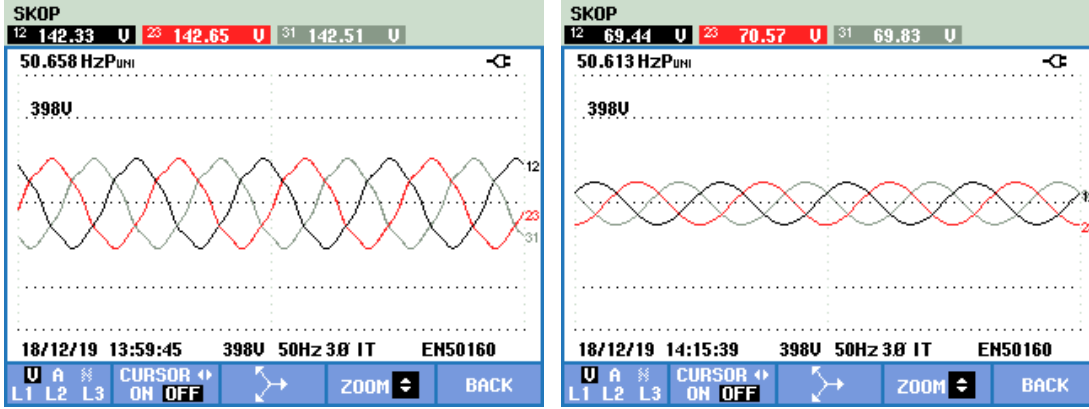 SKOP
12 142.33 V 23 142.65 V 31 142.51 V
50.658 HzPUNI
398V
12
23
31
18/12/19 13:59:45 398V 50Hz 3Ø IT EN50160
U A
L1 L2 L3
CURSOR
ON OFF
ZOOM
BACK
SKOP
12 69.44 V 23 70.57 V 31 69.83 V
50.613 HzPUNI
398V
18/12/19 14:15:39 398V 50Hz 3Ø IT EN50160
U A
L1 L2 L3
CURSOR
ON OFF
ZOOM
BACK